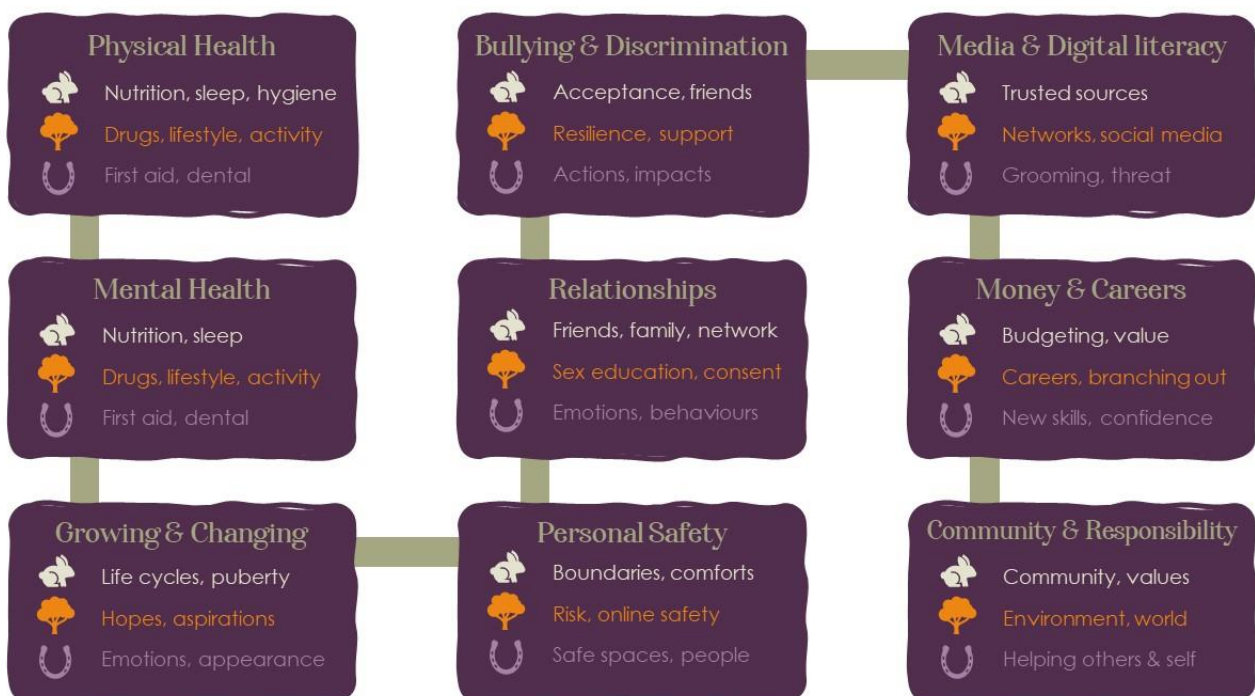 Physical Health
Nutrition, sleep, hygiene
Drugs, lifestyle, activity
First aid, dental
Mental Health
Nutrition, sleep
Drugs, lifestyle, activity
First aid, dental
Growing & Changing
Life cycles, puberty
Hopes, aspirations
Emotions, appearance
Personal Safety
Boundaries, comforts
Risk, online safety
Safe spaces, people
Relationships
Friends, family, network
Sex education, consent
Emotions, behaviours
Bullying & Discrimination
Acceptance, friends
Resilience, support
Actions, impacts
Media & Digital literacy
Trusted sources
Networks, social media
Grooming, threat
Money & Careers
Budgeting, value
Careers, branching out
New skills, confidence
Community & Responsibility
Community, values
Environment, world
Helping others & self